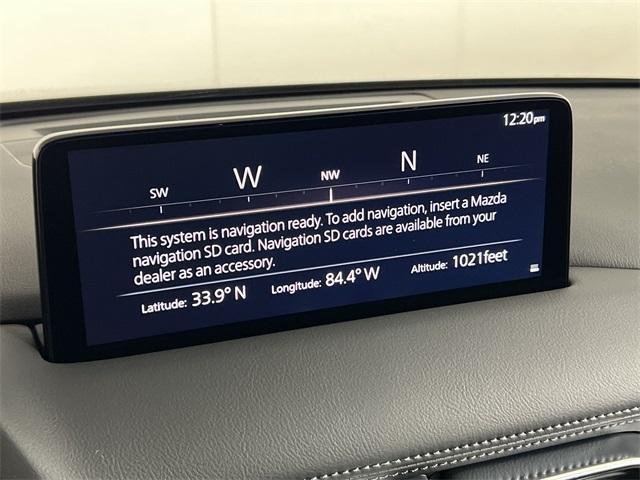 12:20pm
SW W NW N NE
This system is navigation ready. To add navigation, insert a Mazda
navigation SD card. Navigation SD cards are available from your
dealer as an accessory.
Latitude: 33.9° N Longitude: 84.4° W Altitude: 1021feet